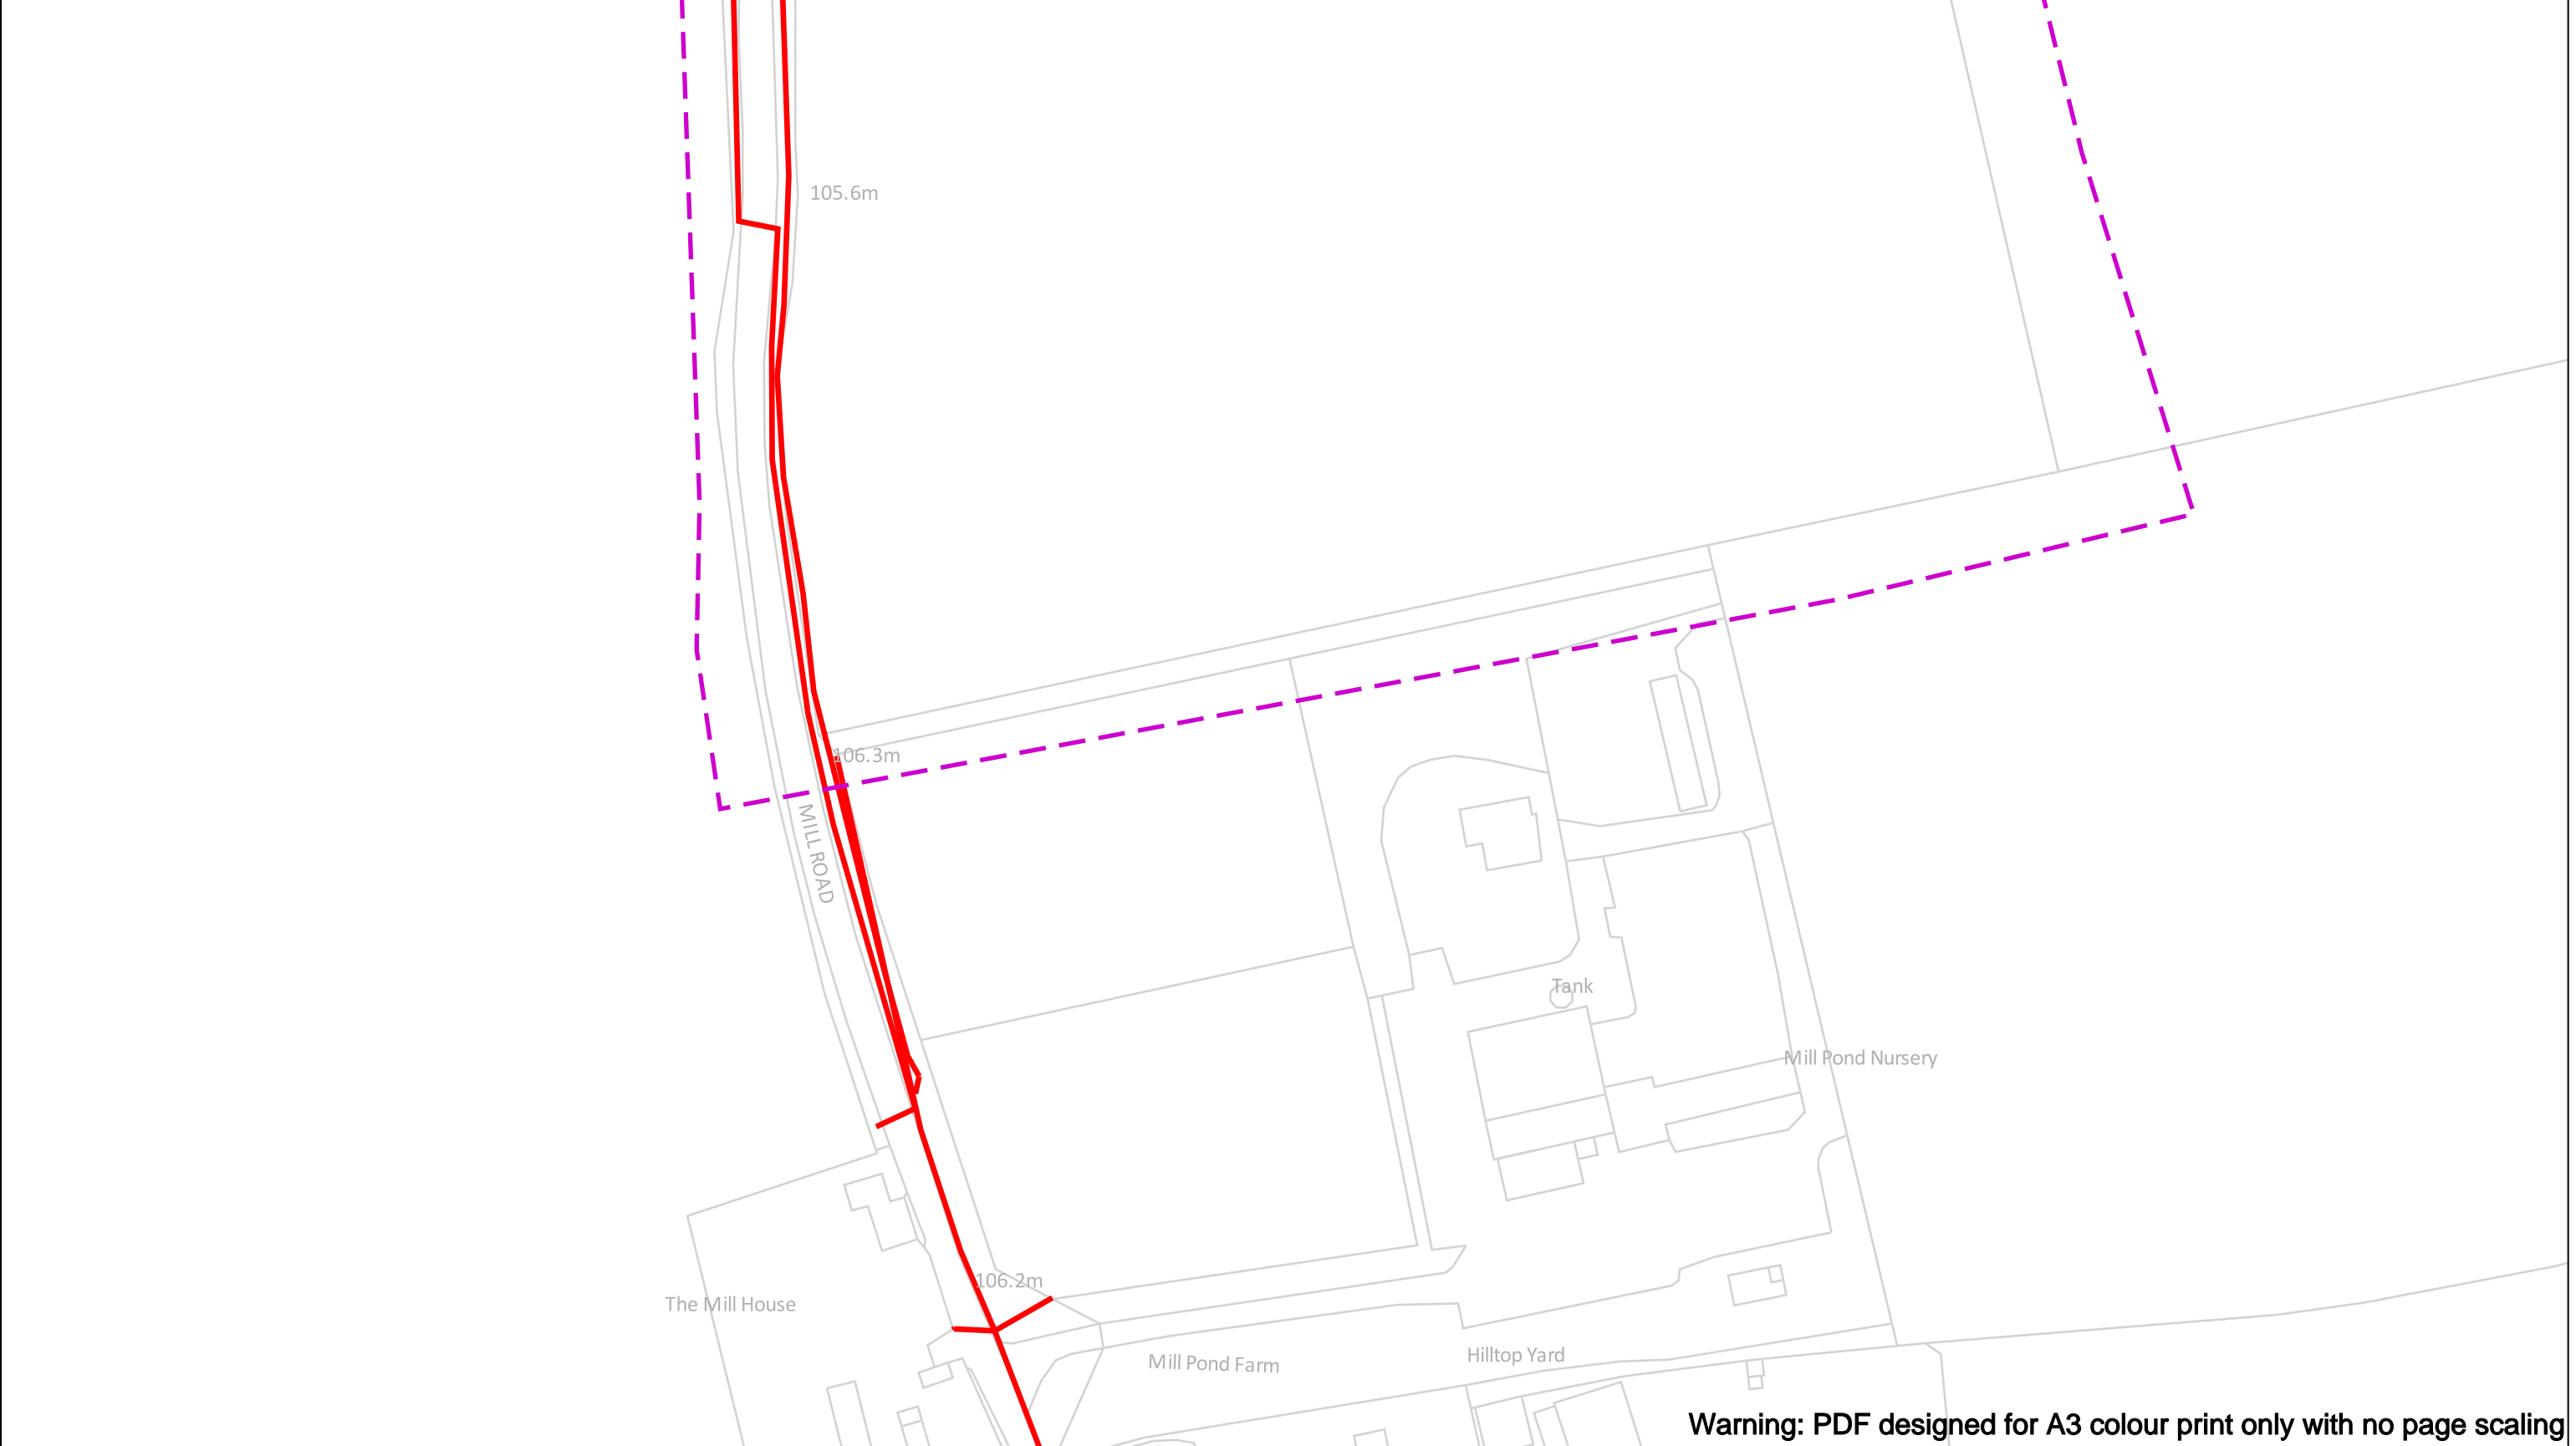 105.6m
106.3m
MILL ROAD
Tank
Mill Pond Nursery
106.2m
The Mill House
Mill Pond Farm
Hilltop Yard
Warning: PDF designed for A3 colour print only with no page scaling